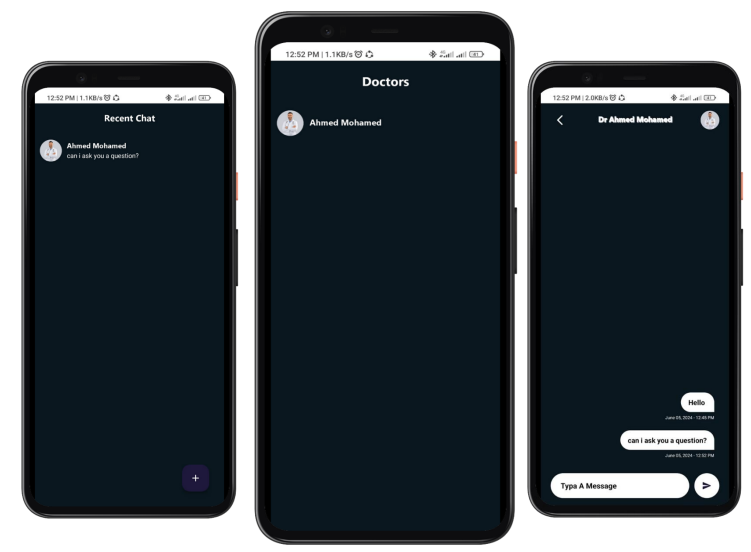 12:52 PM | 1.1KB/s
Recent Chat
Ahmed Mohamed
can i ask you a question?
+
12:52 PM | 1.1KB/s
Doctors
Ahmed Mohamed
12:52 PM | 2.0KB/s
Dr Ahmed Mohamed
Hello
June 05, 2024 - 12:45 PM
can i ask you a question?
June 05, 2024 - 12:52 PM
Typa A Message